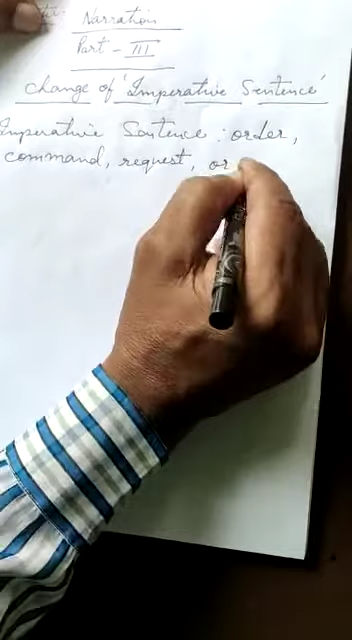 Narration
Part - III
Change of 'Imperative Sentence'
Imperative Sentence : order,
command, request, or